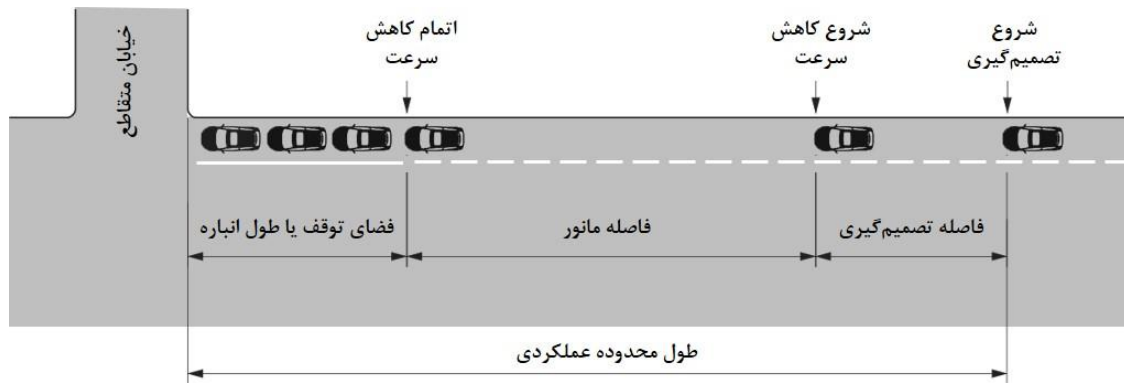 شروع
تصمیم‌گیری
شروع کاهش
سرعت
اتمام کاهش
سرعت
خیابان متقاطع
فاصله تصمیم‌گیری
فاصله مانور
فضای توقف یا طول انباره
طول محدوده عملکردی